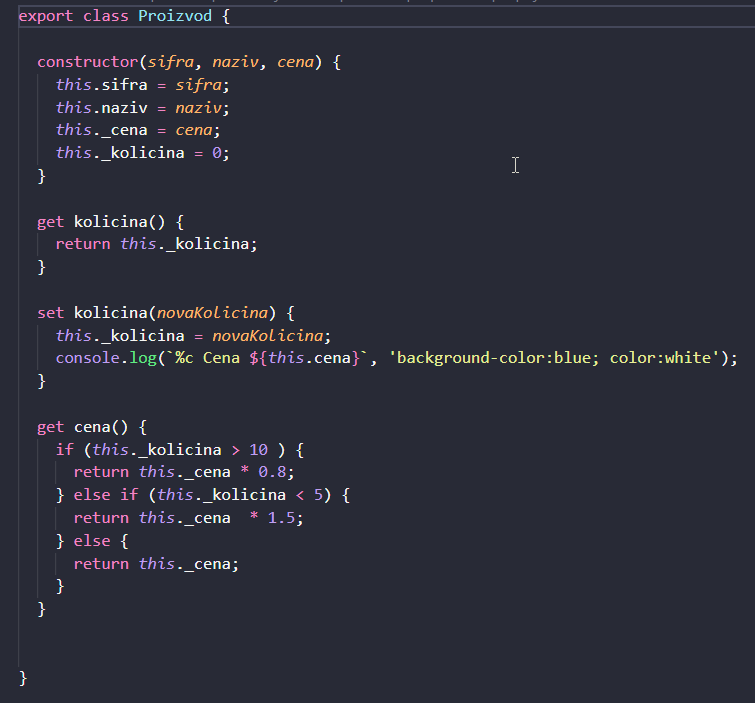 export class Proizvod {
constructor(sifra, naziv, cena) {
this.sifra = sifra;
this.naziv = naziv;
this._cena = cena;
this._kolicina = 0;
}
get kolicina() {
return this._kolicina;
}
set kolicina(novaKolicina) {
this._kolicina = novaKolicina;
console.log(`%c Cena ${this.cena}`, 'background-color:blue; color:white');
}
get cena() {
if (this._kolicina > 10 ) {
return this._cena * 0.8;
} else if (this._kolicina < 5) {
return this._cena  * 1.5;
} else {
return this._cena;
}
}
}